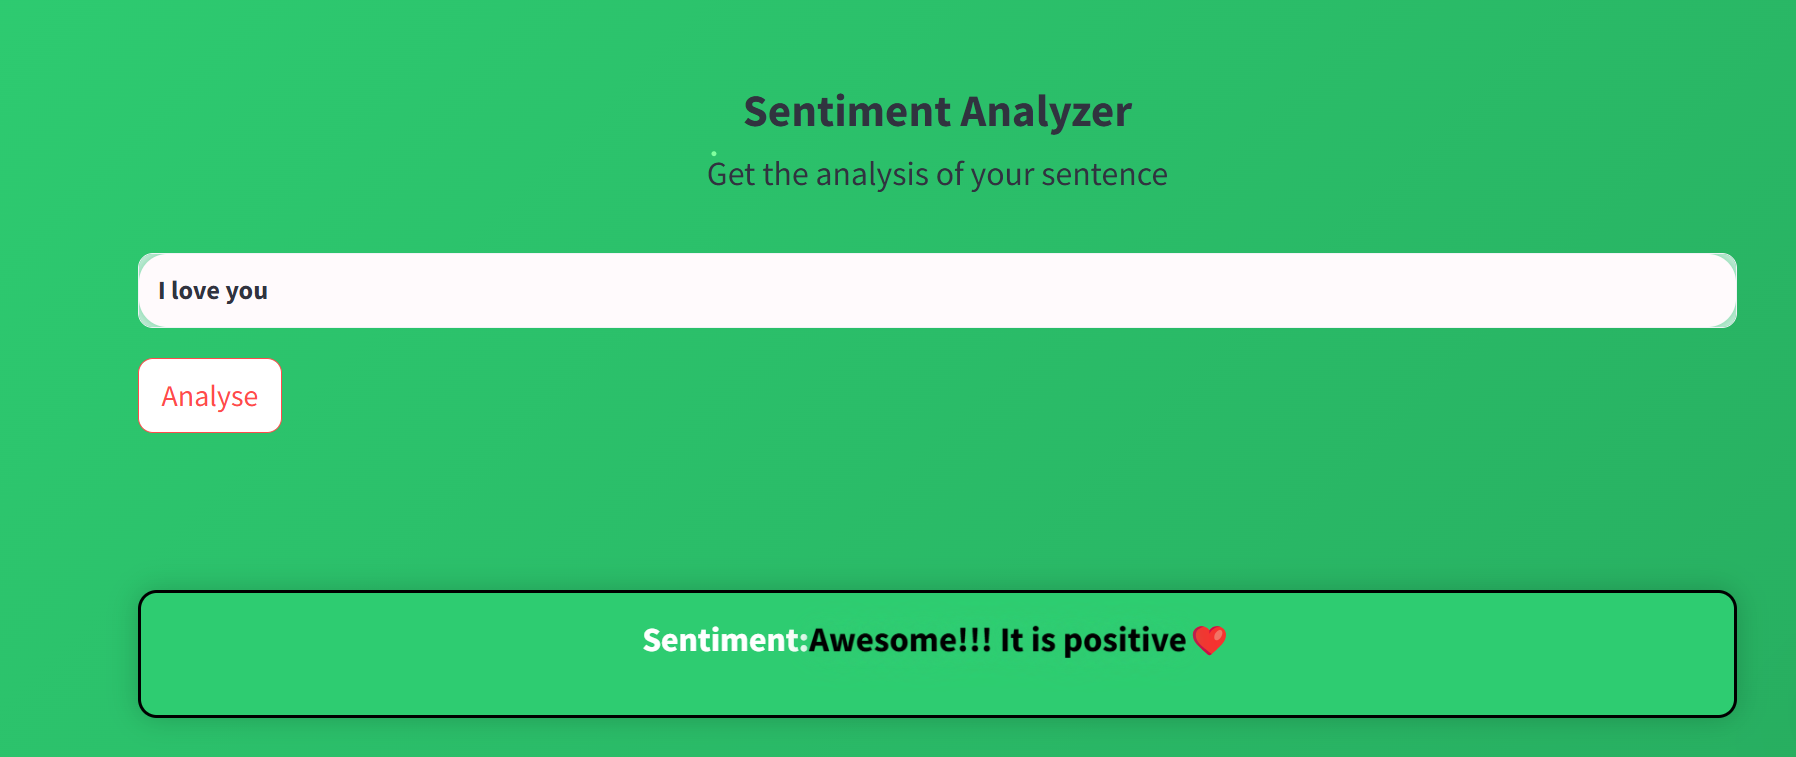 Sentiment Analyzer
Get the analysis of your sentence
I love you
Analyse
Sentiment:Awesome!!! It is positive ❤️